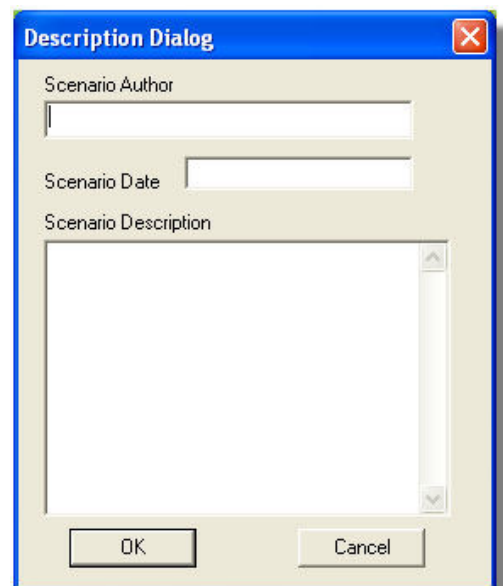 Description Dialog
Scenario Author
Scenario Date
Scenario Description
OK Cancel